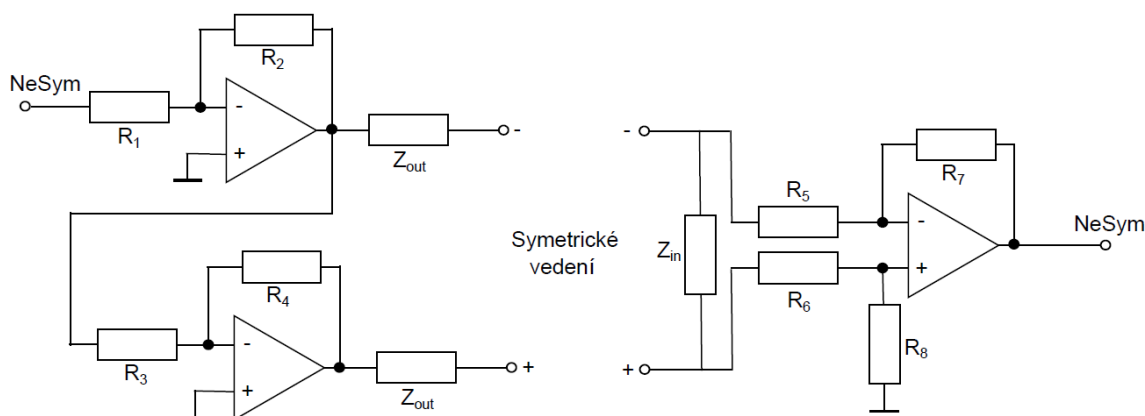 NeSym
R1
R2
-
+
Zout
-
R3
R4
-
+
Zout
+
Symetrické
vedení
-
+
Zin
R5
R6
R7
-
+
R8
NeSym